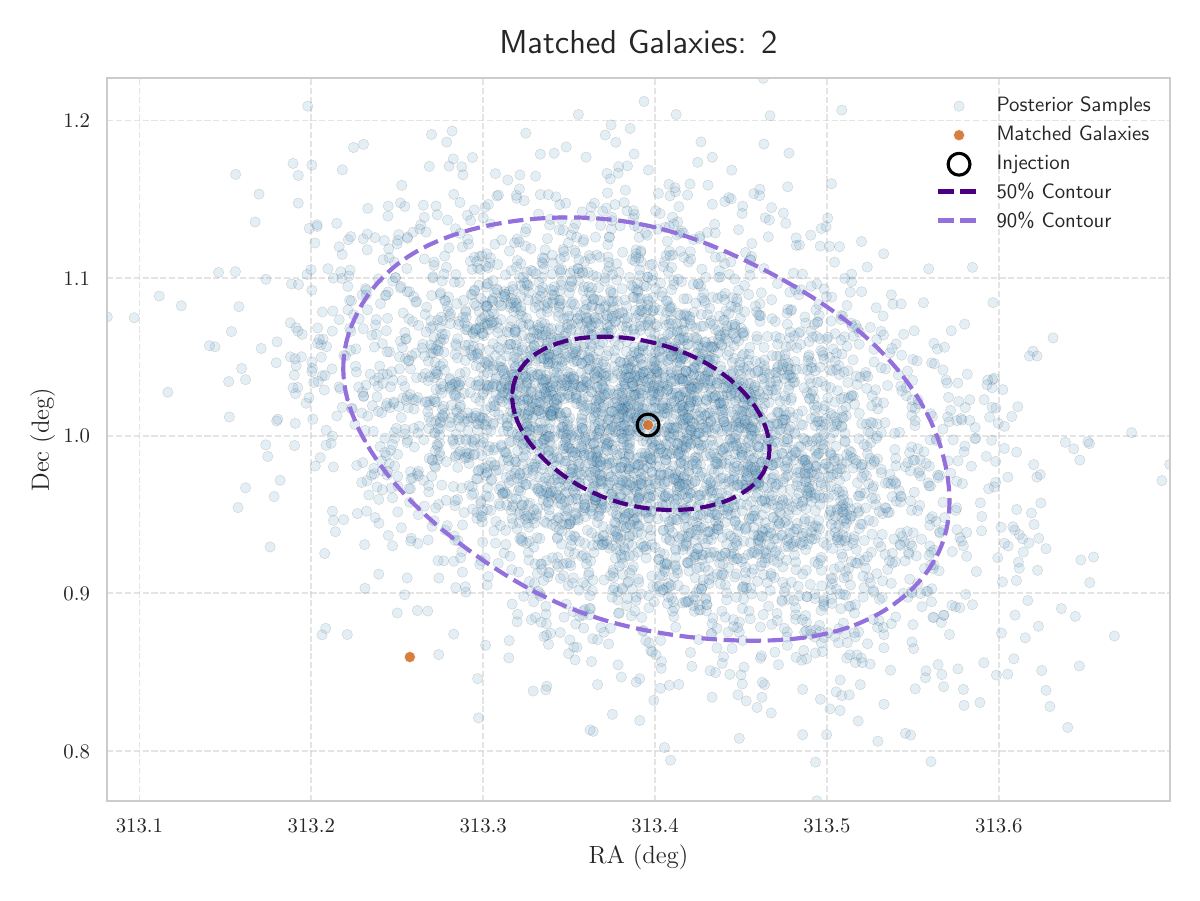 Matched Galaxies: 2
Posterior Samples
Matched Galaxies
Injection
50% Contour
90% Contour
1.2
1.1
1.0
0.9
0.8
Dec (deg)
313.1 313.2 313.3 313.4 313.5 313.6
RA (deg)